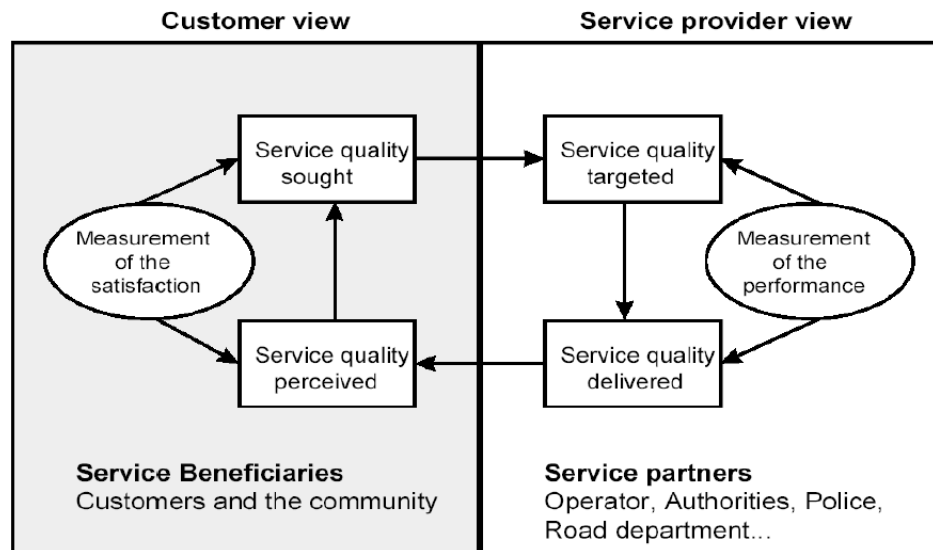 Customer view
Service provider view
Service quality
sought
Service quality
targeted
Measurement
of the
satisfaction
Measurement
of the
performance
Service quality
perceived
Service quality
delivered
Service Beneficiaries
Customers and the community
Service partners
Operator, Authorities, Police,
Road department...